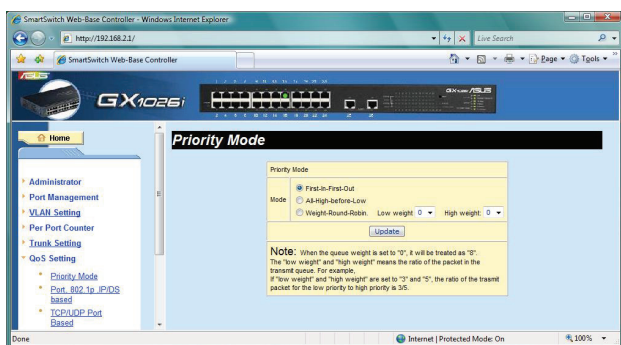 SmartSwitch Web-Base Controller - Windows Internet Explorer
http://192.168.2.1/
Live Search
SmartSwitch Web-Base Controller
Page
Tools
ASUS
GX1026i
Home
Priority Mode
Administrator
Port Management
VLAN Setting
Per Port Counter
Trunk Setting
QoS Setting
Priority Mode
Port. 802.1p .IP/DS
based
TCP/UDP Port
Based
Priority Mode
Mode
First-In-First-Out
All-High-before-Low
Weight-Round-Robin. Low weight 0 High weight: 0
Update
Note: When the queue weight is set to "0", it will be treated as "8".
The "low weight" and "high weight" means the ratio of the packet in the
transmit queue. For example,
If "low weight" and "high weight" are set to "3" and "5", the ratio of the trasmit
packet for the low priority to high priority is 3/5.
Done
Internet | Protected Mode: On
100%